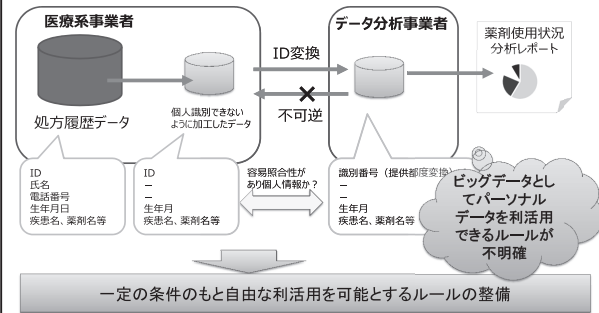 医療系事業者
データ分析事業者
薬剤使用状況
分析レポート
ID変換
不可逆
処方履歴データ
個人識別できない
ように加工したデータ
ID
氏名
電話番号
生年月日
疾患名、薬剤名等
ID
–
–
生年月
疾患名、薬剤名等
容易照合性が
あり個人情報か?
識別番号（提供都度変換）
–
–
生年月
疾患名、薬剤名等
ビッグデータとし
てパーソナル
データを利活用
できるルールが
不明確
一定の条件のもと自由な利活用を可能とするルールの整備